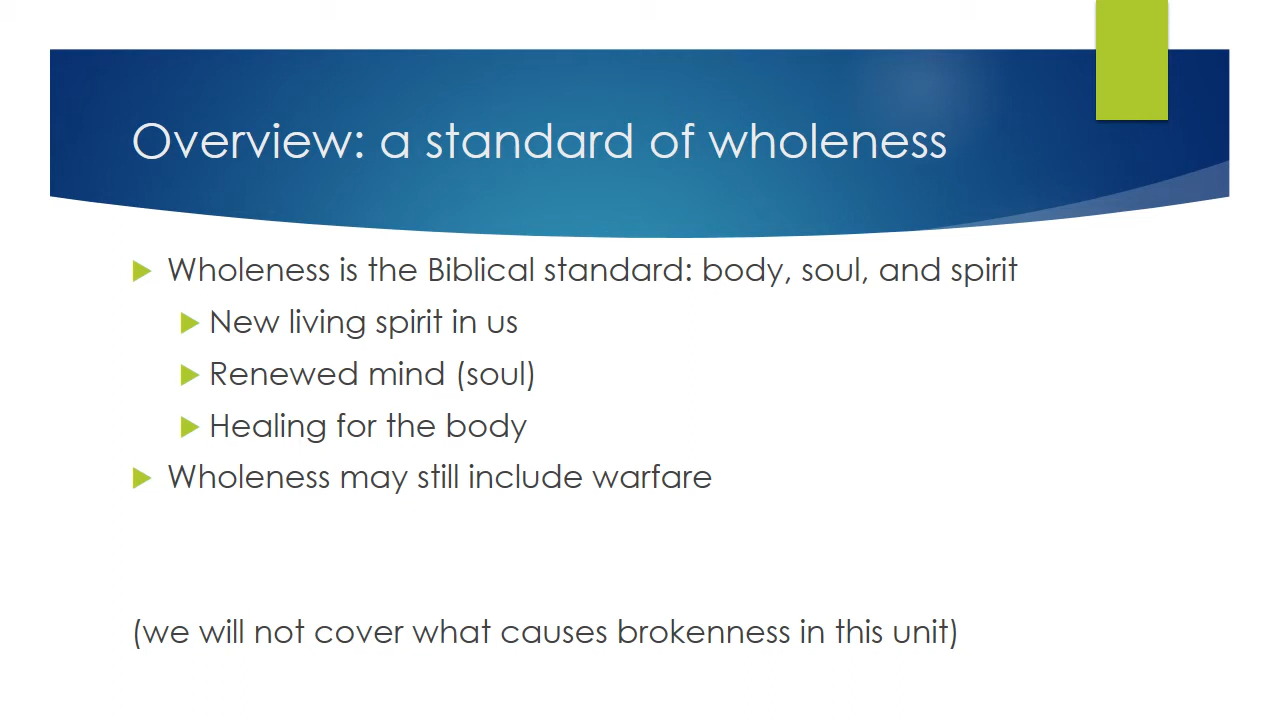 Overview: a standard of wholeness
Wholeness is the Biblical standard: body, soul, and spirit
New living spirit in us
Renewed mind (soul)
Healing for the body
Wholeness may still include warfare
(we will not cover what causes brokenness in this unit)